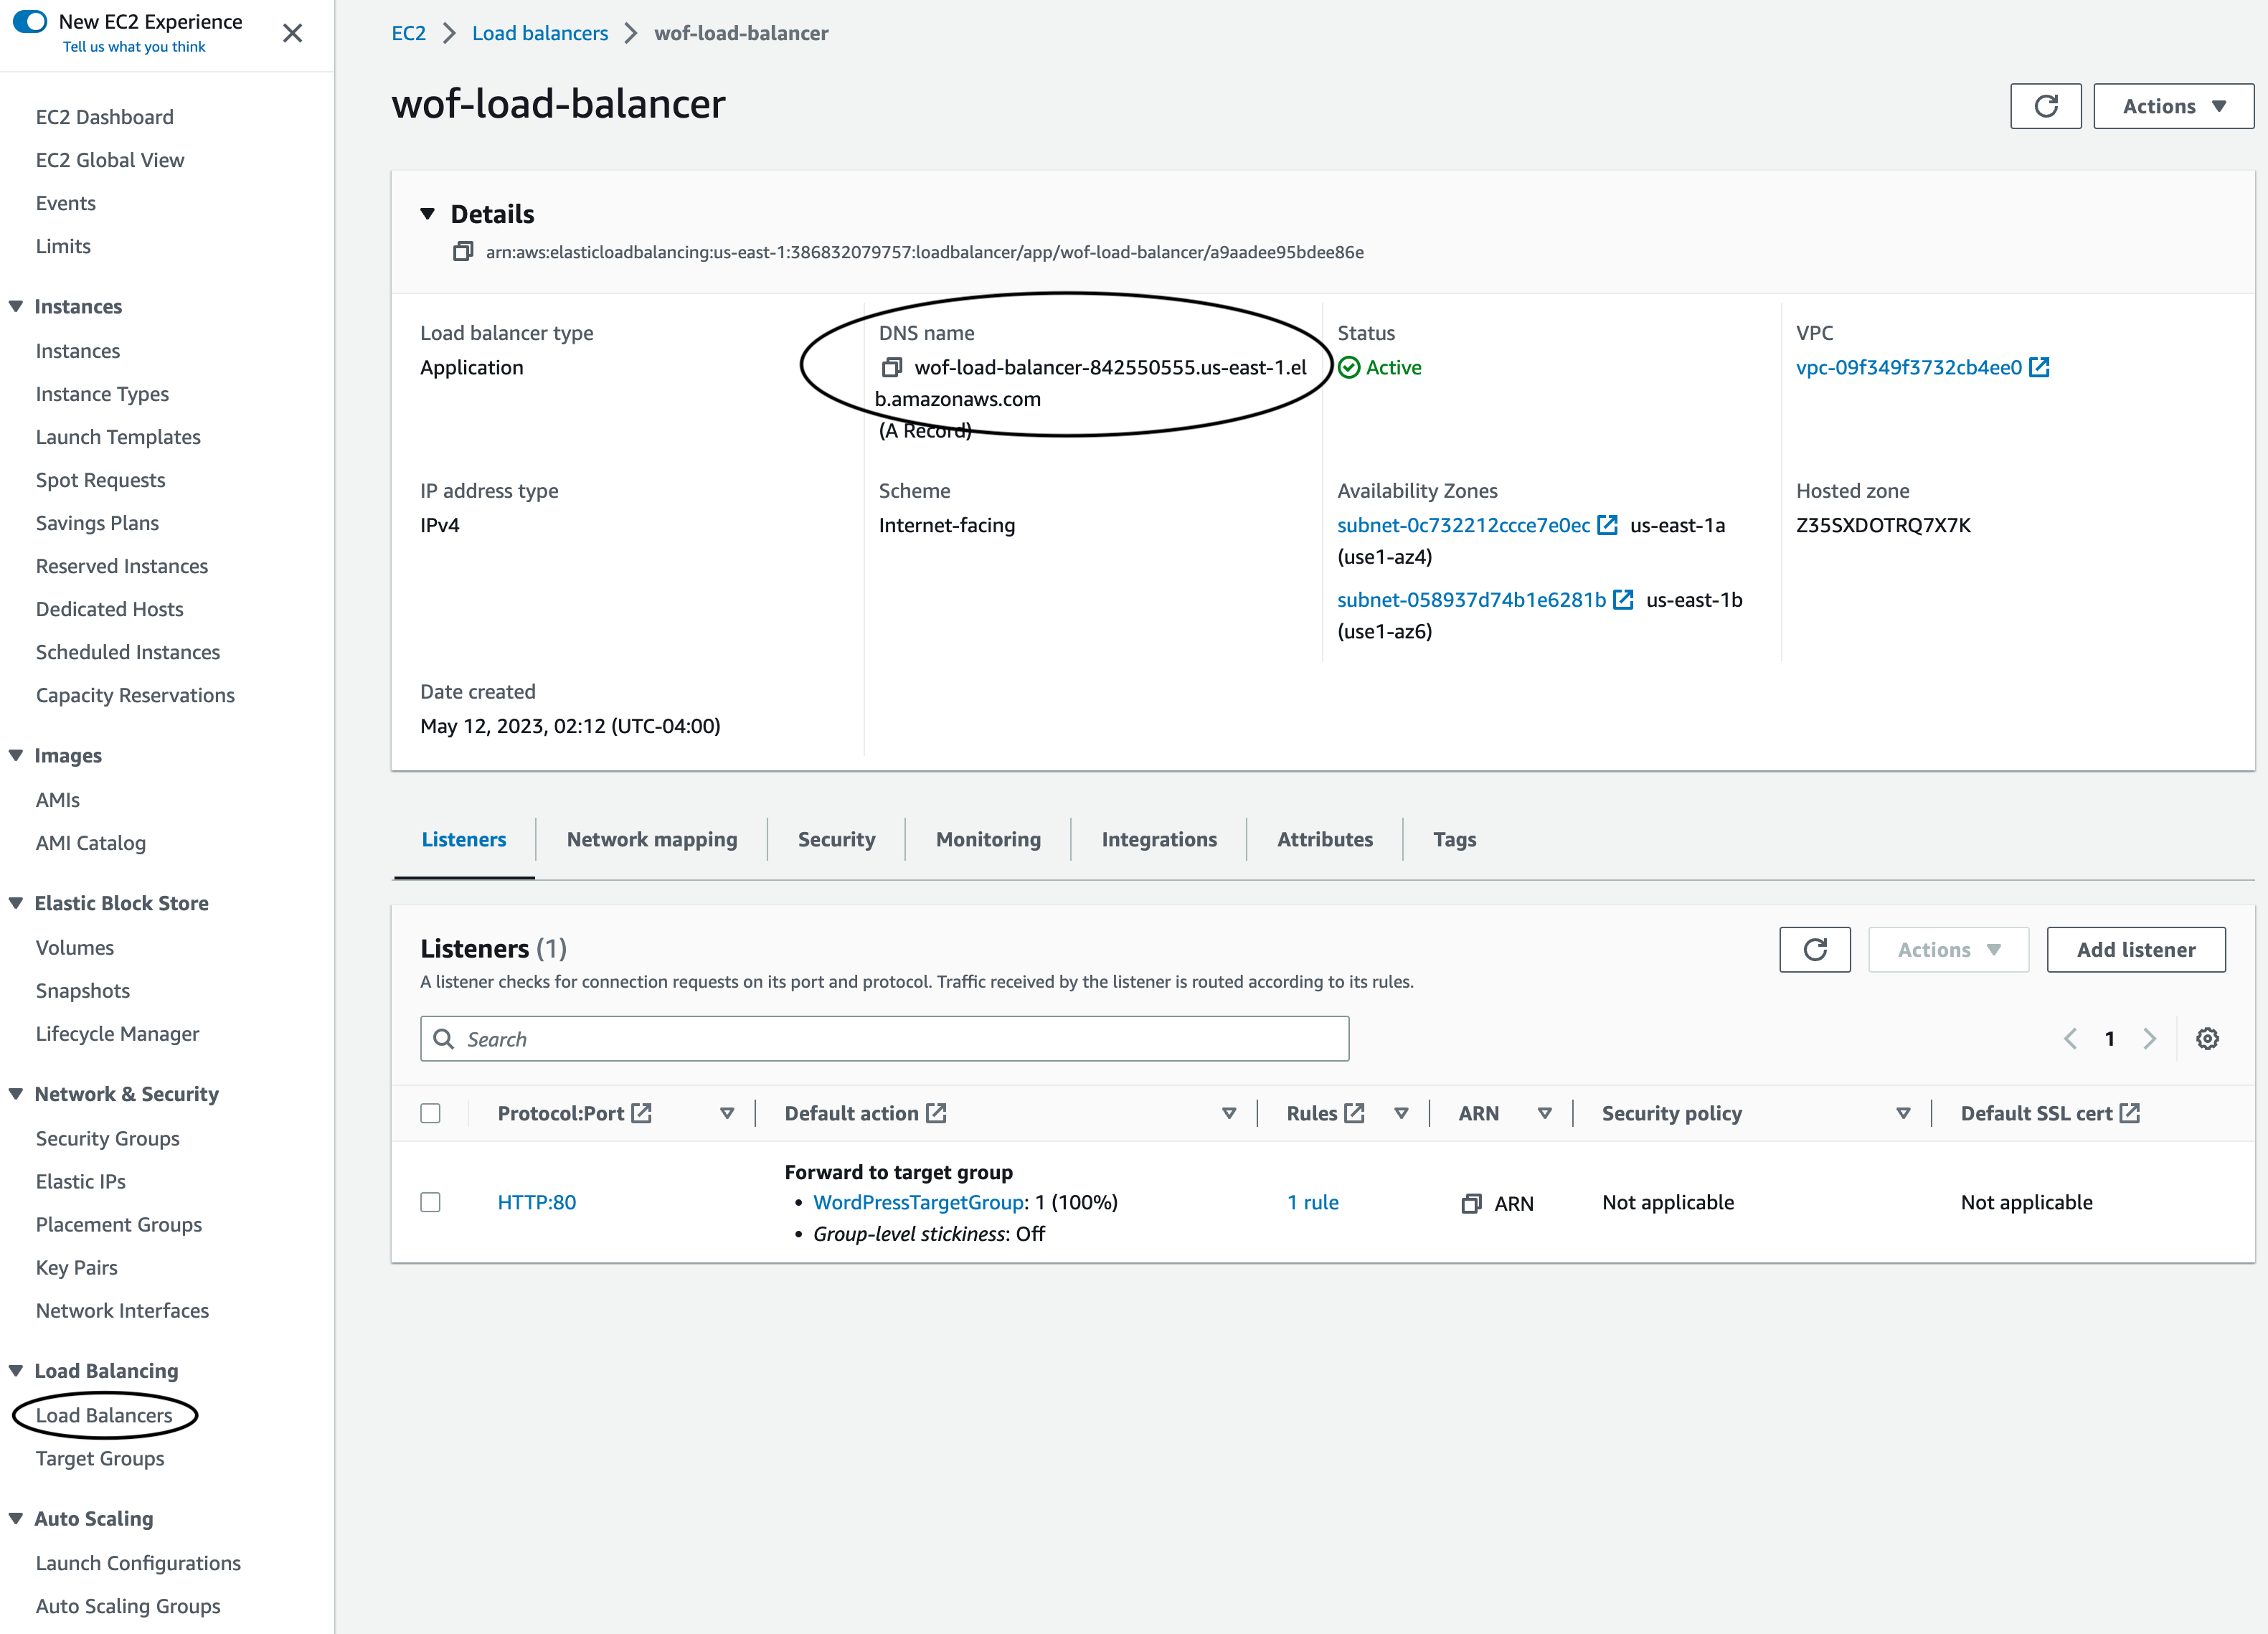 New EC2 Experience
Tell us what you think
EC2 Dashboard
EC2 Global View
Events
Limits
Instances
Instances
Instance Types
Launch Templates
Spot Requests
Savings Plans
Reserved Instances
Dedicated Hosts
Scheduled Instances
Capacity Reservations
Images
AMIs
AMI Catalog
Elastic Block Store
Volumes
Snapshots
Lifecycle Manager
Network & Security
Security Groups
Elastic IPs
Placement Groups
Key Pairs
Network Interfaces
Load Balancing
Load Balancers
Target Groups
Auto Scaling
Launch Configurations
Auto Scaling Groups
EC2 Load balancers wof-load-balancer
wof-load-balancer
Actions
Details
arn:aws:elasticloadbalancing:us-east-1:386832079757:loadbalancer/app/wof-load-balancer/a9aadee95bdee86e
Load balancer type
Application
DNS name
wof-load-balancer-842550555.us-east-1.el
b.amazonaws.com
(A Record)
Status
Active
VPC
vpc-09f349f3732cb4ee0
IP address type
IPv4
Scheme
Internet-facing
Availability Zones
subnet-0c732212ccce7e0ec us-east-1a
(use1-az4)
subnet-058937d74b1e6281b us-east-1b
(use1-az6)
Hosted zone
Z35SXDOTRQ7X7K
Date created
May 12, 2023, 02:12 (UTC-04:00)
Listeners Network mapping Security Monitoring Integrations Attributes Tags
Listeners (1)
A listener checks for connection requests on its port and protocol. Traffic received by the listener is routed according to its rules.
Actions
Add listener
Search
1
Protocol:Port Default action Rules ARN Security policy Default SSL cert
HTTP:80
Forward to target group
• WordPressTargetGroup: 1 (100%)
• Group-level stickiness: Off
1 rule
ARN
Not applicable
Not applicable